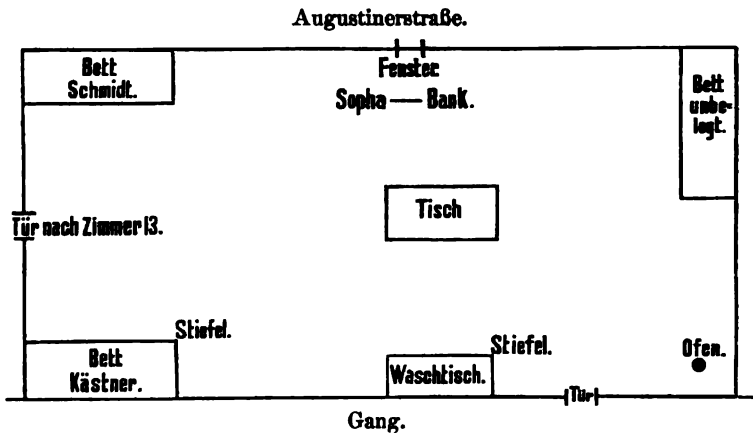 Augustinerstraße.
Bett
Schmidt.
Fenster
Sopha — Bank.
Bett
unbe-
legt.
Tisch
Tür nach Zimmer 13.
Stiefel.
Bett
Kästner.
Stiefel.
Waschtisch.
Ofen.
Tür
Gang.